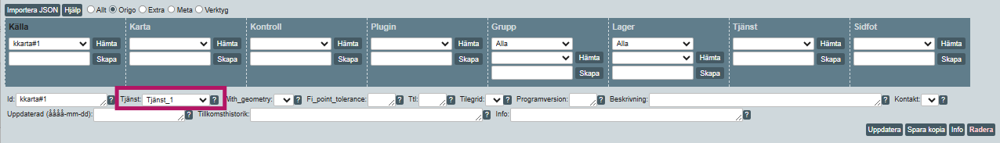 Importera JSON Hjälp Allt Origo Extra Meta Verktyg
Källa Karta Kontroll Plugin Grupp Lager Tjänst Sidfot
kkarta#1 Hämta Hämta Hämta Hämta Alla Alla Hämta Hämta
Skapa Skapa Skapa Skapa Hämta Hämta Skapa Skapa
Skapa Skapa
Id: kkarta#1 ? Tjänst: Tjänst_1 ? With_geometry: ? Fi_point_tolerance: ? Ttl: ? Tilegrid: ? Programversion: ? Beskrivning: ? Kontakt: ?
Uppdaterad (åååå-mm-dd): ? Tillkomsthistorik: ? Info: ?
Uppdatera Spara kopia Info Radera